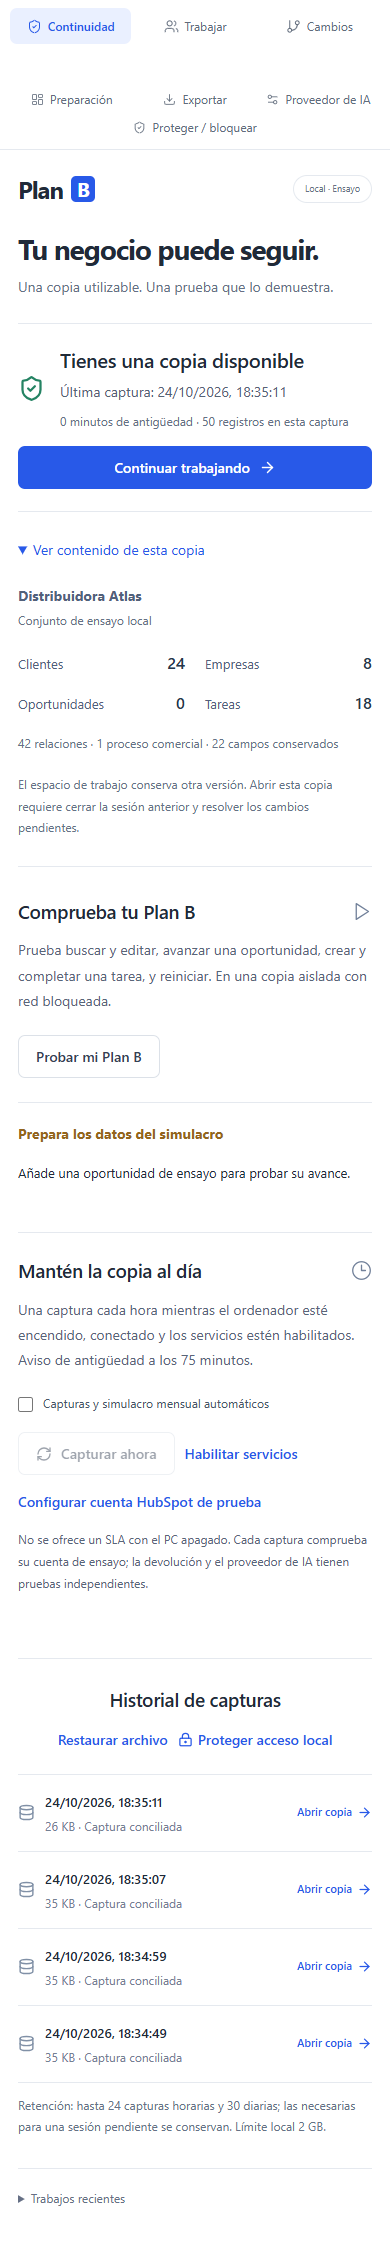 Continuidad
Trabajar
Cambios
Preparación
Exportar
Proveedor de IA
Proteger / bloquear
Plan B
Local · Ensayo
Tu negocio puede seguir.
Una copia utilizable. Una prueba que lo demuestra.
Tienes una copia disponible
Última captura: 24/10/2026, 18:35:11
0 minutos de antigüedad · 50 registros en esta captura
Continuar trabajando
Ver contenido de esta copia
Distribuidora Atlas
Conjunto de ensayo local
Clientes 24 Empresas 8
Oportunidades 0 Tareas 18
42 relaciones · 1 proceso comercial · 22 campos conservados
El espacio de trabajo conserva otra versión. Abrir esta copia
requiere cerrar la sesión anterior y resolver los cambios
pendientes.
Comprueba tu Plan B
Prueba buscar y editar, avanzar una oportunidad, crear y
completar una tarea, y reiniciar. En una copia aislada con
red bloqueada.
Probar mi Plan B
Prepara los datos del simulacro
Añade una oportunidad de ensayo para probar su avance.
Mantén la copia al día
Una captura cada hora mientras el ordenador esté
encendido, conectado y los servicios estén habilitados.
Aviso de antigüedad a los 75 minutos.
Capturas y simulacro mensual automáticos
Capturar ahora
Habilitar servicios
Configurar cuenta HubSpot de prueba
No se ofrece un SLA con el PC apagado. Cada captura comprueba
su cuenta de ensayo; la devolución y el proveedor de IA tienen
pruebas independientes.
Historial de capturas
Restaurar archivo
Proteger acceso local
24/10/2026, 18:35:11
26 KB · Captura conciliada
Abrir copia
24/10/2026, 18:35:07
35 KB · Captura conciliada
Abrir copia
24/10/2026, 18:34:59
35 KB · Captura conciliada
Abrir copia
24/10/2026, 18:34:49
35 KB · Captura conciliada
Abrir copia
Retención: hasta 24 capturas horarias y 30 diarias; las necesarias
para una sesión pendiente se conservan. Límite local 2 GB.
Trabajos recientes